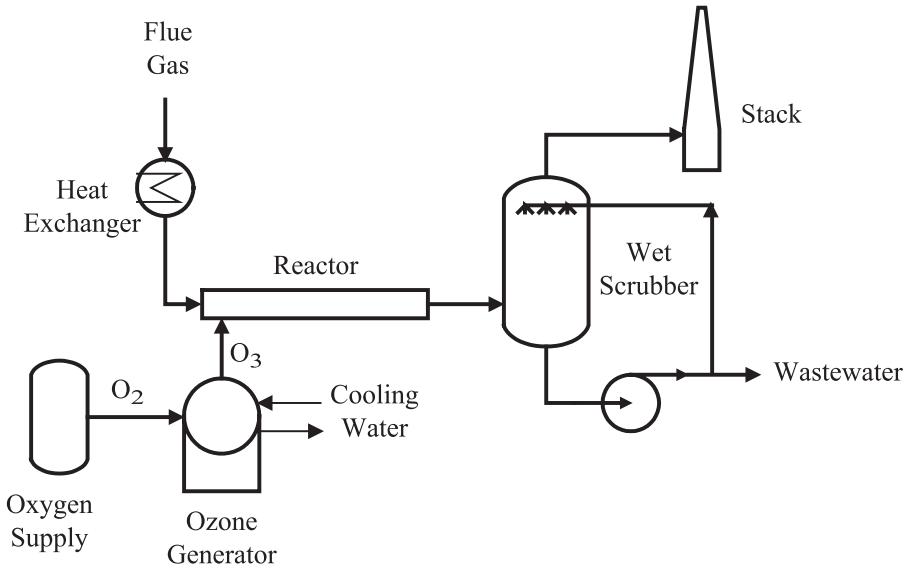 Flue
Gas
Stack
Heat
Exchanger
Wet
Scrubber
Reactor
O3
O2
Cooling
Water
Wastewater
Oxygen
Supply
Ozone
Generator